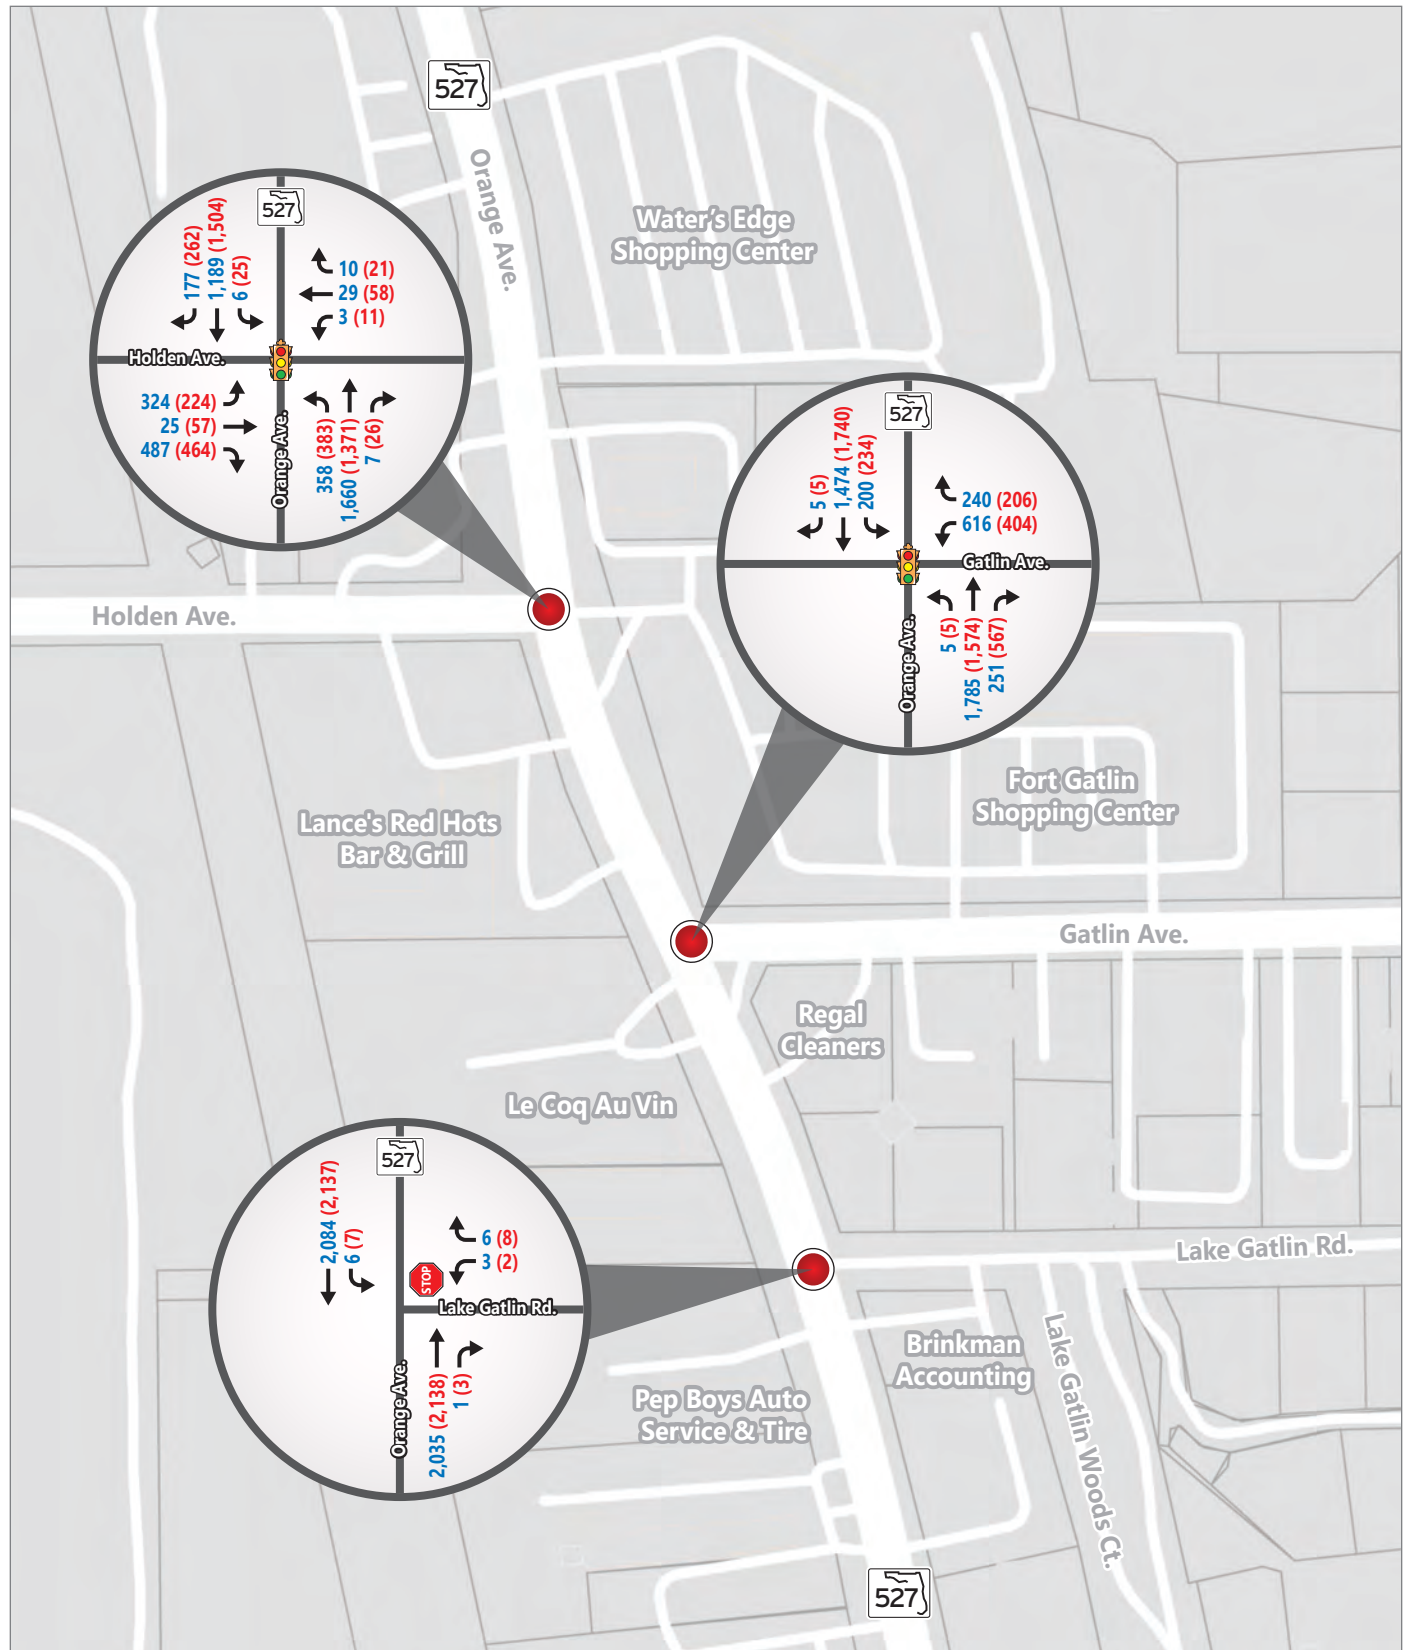 527
Orange Ave.
Water's Edge
Shopping Center
527
177 (262)
1,189 (1,504)
6 (25)
10 (21)
29 (58)
3 (11)
Holden Ave.
324 (224)
25 (57)
487 (464)
Orange Ave.
358 (383)
1,660 (1,371)
7 (26)
527
5 (5)
1,474 (1,740)
200 (234)
240 (206)
616 (404)
Gatlin Ave.
Orange Ave.
5 (5)
1,785 (1,574)
251 (567)
Holden Ave.
Fort Gatlin
Shopping Center
Lance's Red Hots
Bar & Grill
Gatlin Ave.
Regal
Cleaners
Le Coq Au Vin
527
2,084 (2,137)
6 (7)
6 (8)
3 (2)
STOP
Lake Gatlin Rd.
Orange Ave.
2,035 (2,138)
1 (3)
Lake Gatlin Rd.
Brinkman
Accounting
Lake Gatlin Woods Ct.
Pep Boys Auto
Service & Tire
527